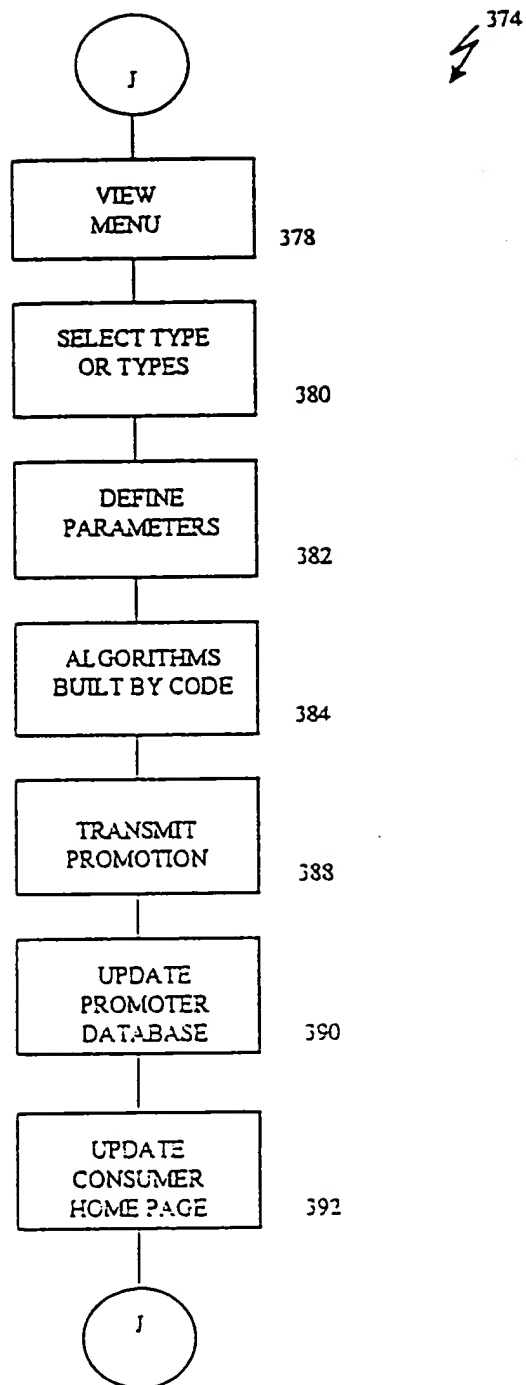 374
J
VIEW
MENU
378
SELECT TYPE
OR TYPES
380
DEFINE
PARAMETERS
382
ALGORITHMS
BUILT BY CODE
384
TRANSMIT
PROMOTION
388
UPDATE
PROMOTER
DATABASE
390
UPDATE
CONSUMER
HOME PAGE
392
J